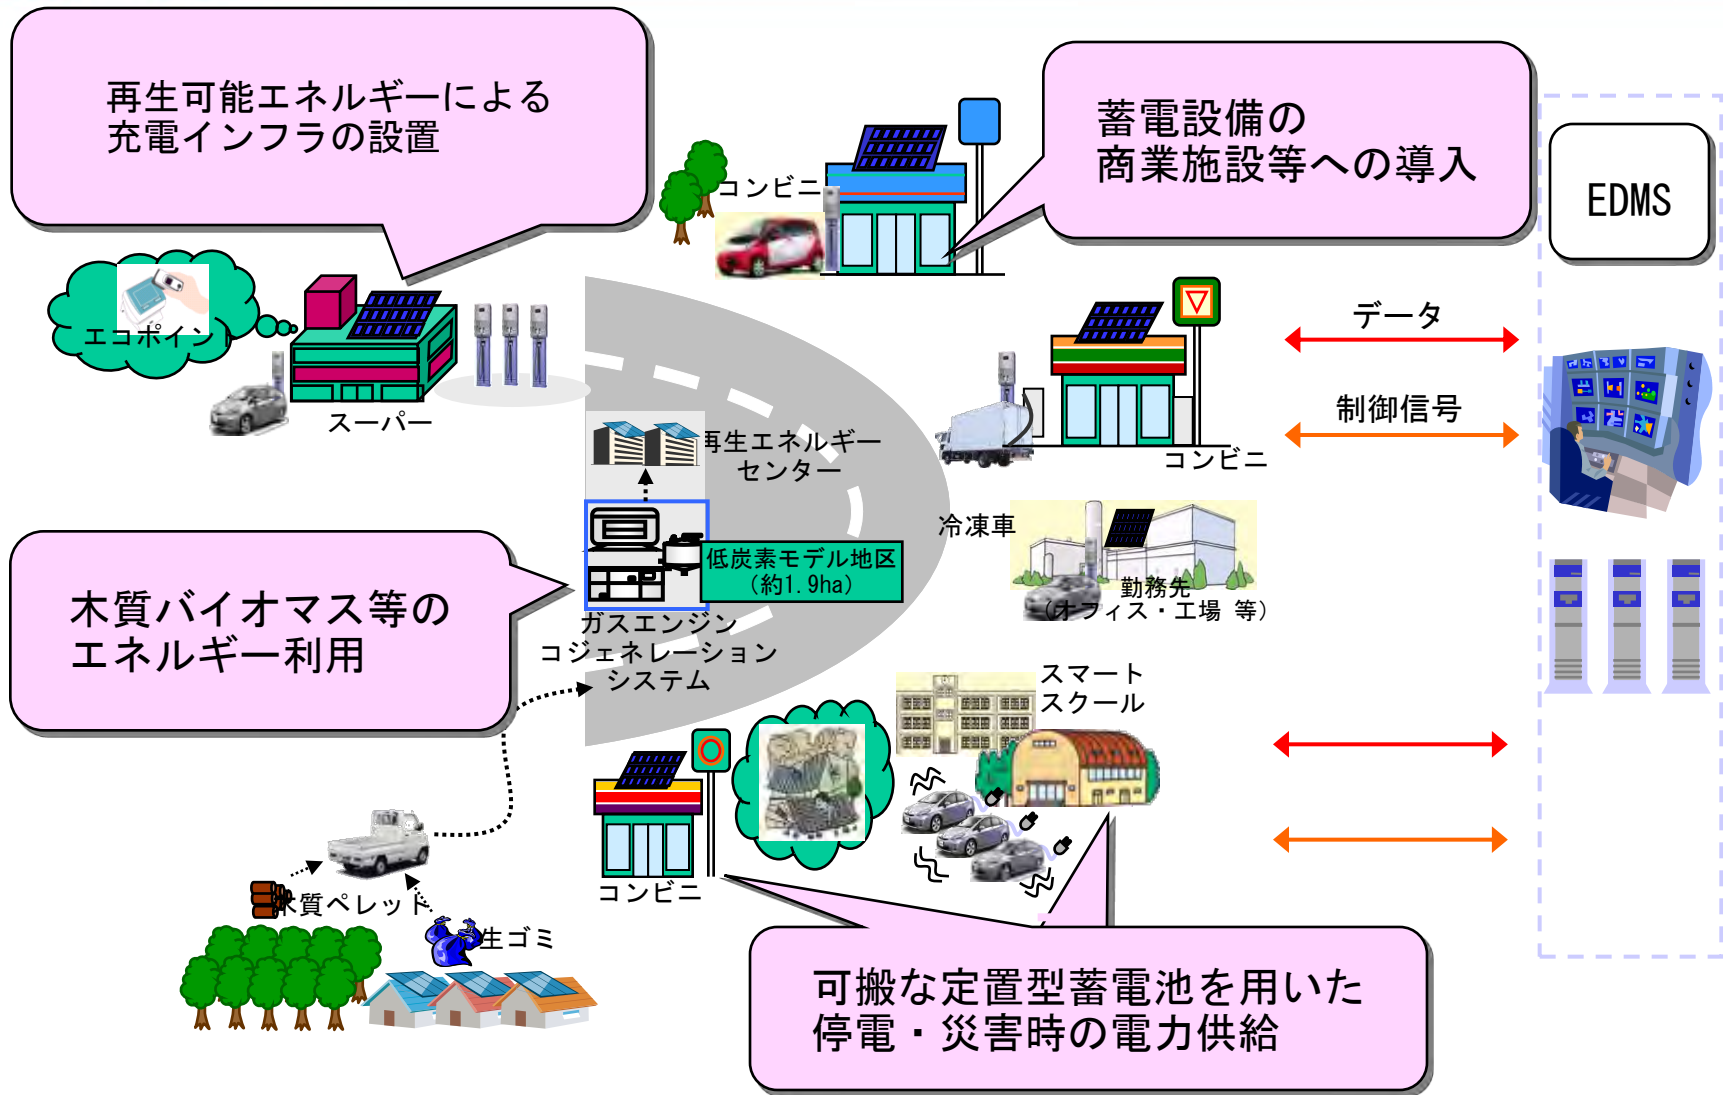 再生可能エネルギーによる
充電インフラの設置
蓄電設備の
商業施設等への導入
EDMS
コンビニ
エコポイント
スーパー
データ
制御信号
コンビニ
再生エネルギー
センター
冷凍車
低炭素モデル地区
(約1.9ha)
勤務先
(オフィス・工場 等)
木質バイオマス等の
エネルギー利用
ガスエンジン
コジェネレーション
システム
スマート
スクール
コンビニ
木質ペレット
生ゴミ
可搬な定置型蓄電池を用いた
停電・災害時の電力供給